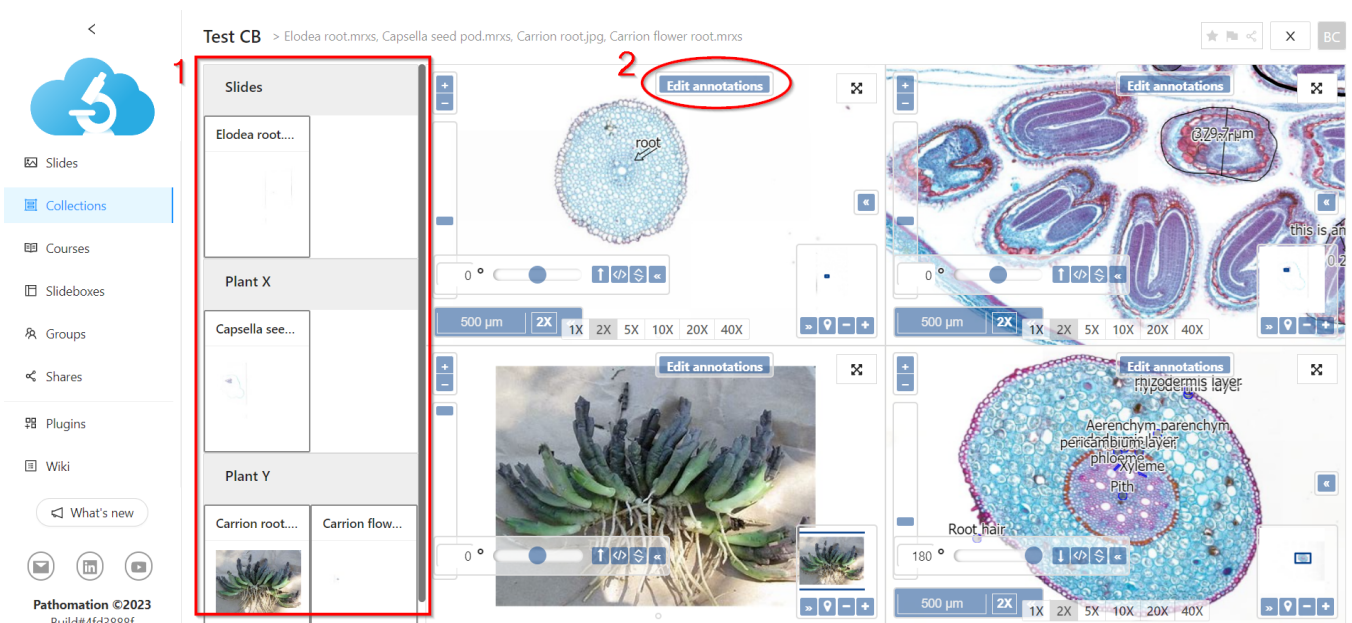 Test CB > Elodea root.mrxs, Capsella seed pod.mrxs, Carrion root.jpg, Carrion flower root.mrxs
BC
Slides
Collections
Courses
Slideboxes
Groups
Shares
Plugins
Wiki
What's new
Pathomation ©2023
Build#4fd3888f
1
Slides
Elodea root....
Plant X
Capsella see...
Plant Y
Carrion root....
Carrion flow...
2
Edit annotations
root
0 °
500 µm 2X
1X 2X 5X 10X 20X 40X
Edit annotations
this is an
0.2
0 °
500 µm 2X
1X 2X 5X 10X 20X 40X
Edit annotations
0 °
Edit annotations
rhizodermis layer
Aerenchym parenchym
pericambium layer
phloeme
Xyleme
Pith
Root hair
180 °
500 µm 2X
1X 2X 5X 10X 20X 40X